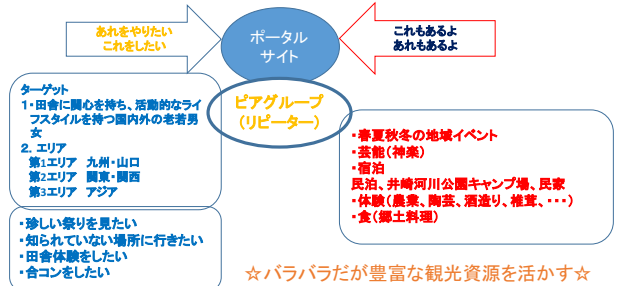 あれをやりたい
これをしたい
ポータル
サイト
これもあるよ
あれもあるよ
ピアグループ
（リピーター）
ターゲット
１・田舎に関心を持ち、活動的なライ
フスタイルを持つ国内外の老若男
女
２．エリア
第1エリア　九州・山口
第2エリア　関東・関西
第3エリア　アジア
・珍しい祭りを見たい
・知られていない場所に行きたい
・田舎体験をしたい
・合コンをしたい
・春夏秋冬の地域イベント
・芸能（神楽）
・宿泊
民泊、井崎河川公園キャンプ場、民家
・体験（農業、陶芸、酒造り、椎茸、・・・）
・食（郷土料理）
☆バラバラだが豊富な観光資源を活かす☆